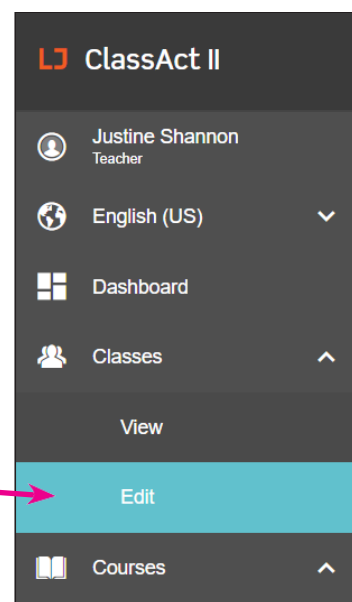 LJ ClassAct II
Justine Shannon
Teacher
English (US)
Dashboard
Classes
View
Edit
Courses